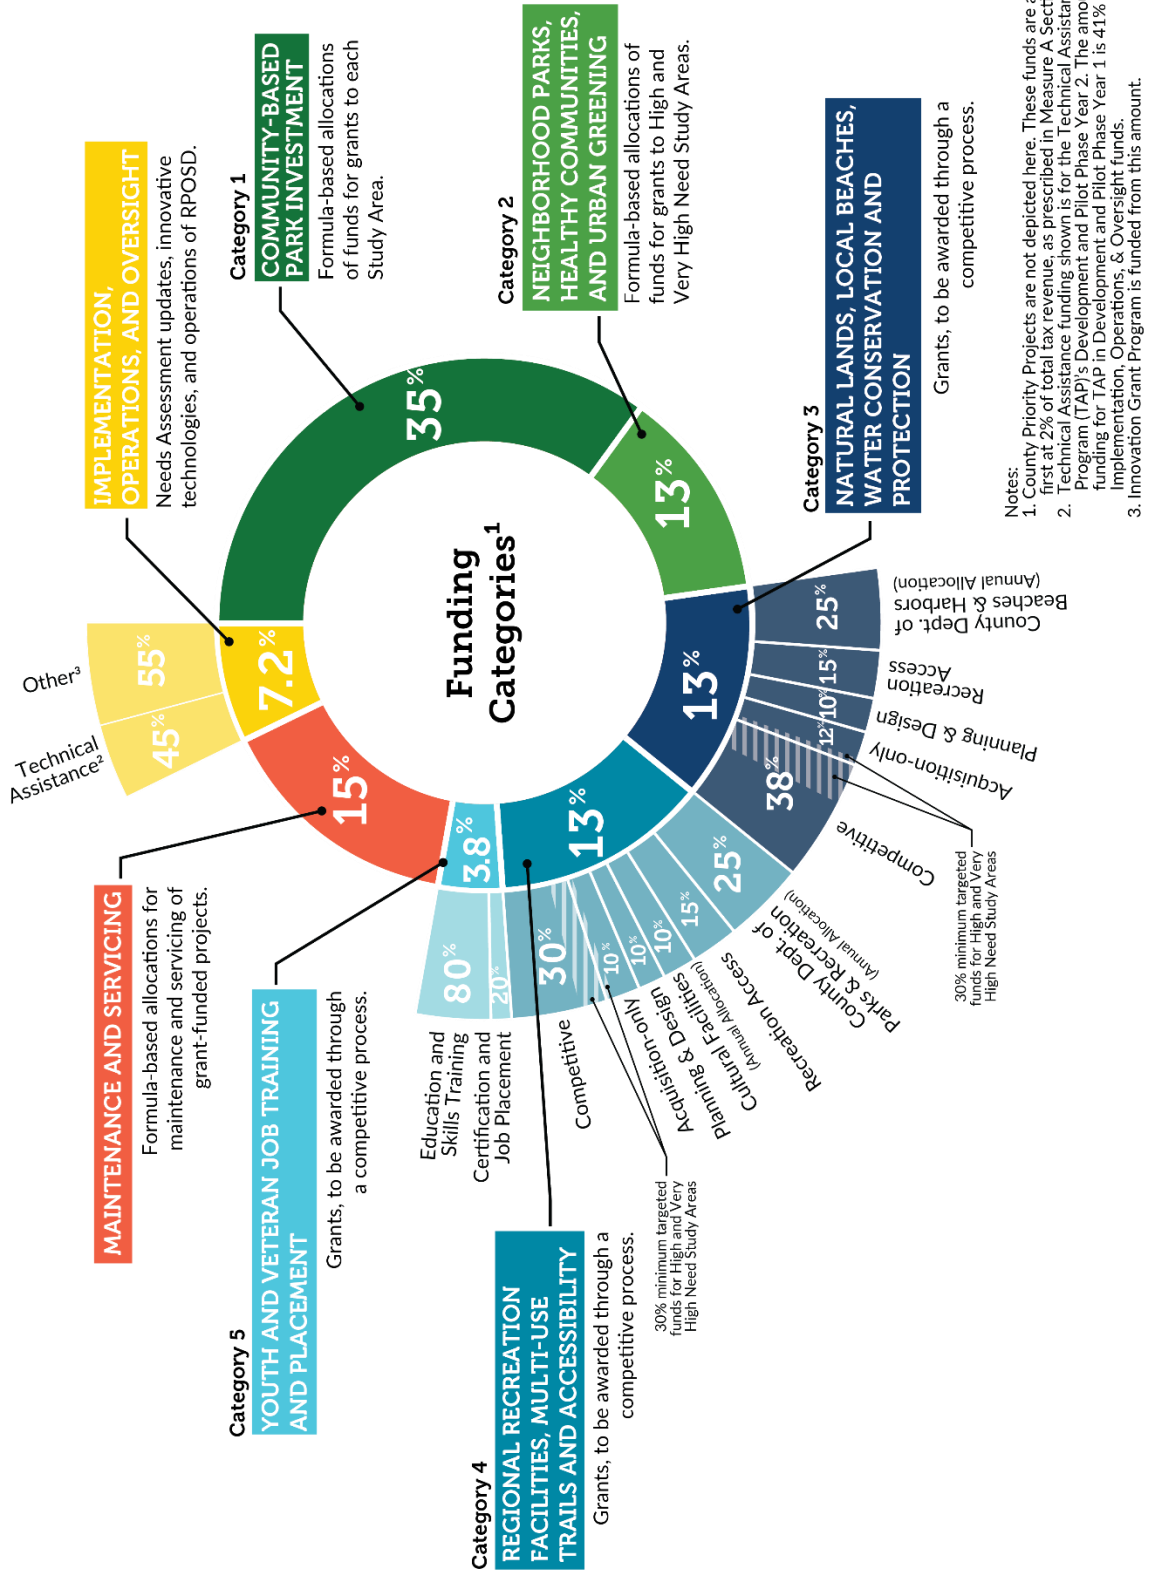 IMPLEMENTATION,
OPERATIONS, AND OVERSIGHT
Needs Assessment updates, innovative
technologies, and operations of RPOSD.
Category 1
COMMUNITY-BASED
PARK INVESTMENT
Formula-based allocations
of funds for grants to each
Study Area.
Category 2
NEIGHBORHOOD PARKS,
HEALTHY COMMUNITIES,
AND URBAN GREENING
Formula-based allocations of
funds for grants to High and
Very High Need Study Areas.
Category 3
NATURAL LANDS, LOCAL BEACHES,
WATER CONSERVATION AND
PROTECTION
Grants, to be awarded through a
competitive process.
Category 4
REGIONAL RECREATION
FACILITIES, MULTI-USE
TRAILS AND ACCESSIBILITY
Grants, to be awarded through a
competitive process.
Category 5
YOUTH AND VETERAN JOB TRAINING
AND PLACEMENT
Grants, to be awarded through
a competitive process.
MAINTENANCE AND SERVICING
Formula-based allocations for
maintenance and servicing of
grant-funded projects.
Funding
Categories¹
35%
13%
13%
13%
3.8%
15%
7.2%
Technical
Assistance²
45%
Other³
55%
County Dept. of
Beaches & Harbors
(Annual Allocation)
25%
Recreation
Access
15%
Planning & Design
10%
Acquisition-only
12%
Competitive
38%
30% minimum targeted
funds for High and Very
High Need Study Areas
County Dept. of
Parks & Recreation
(Annual Allocation)
25%
Recreation Access
15%
Cultural Facilities
(Annual Allocation)
10%
Planning & Design
10%
Acquisition-only
10%
Competitive
30%
30% minimum targeted
funds for High and Very
High Need Study Areas
Education and
Skills Training
80%
Certification and
Job Placement
20%
Notes:
1. County Priority Projects are not depicted here. These funds are
first at 2% of total tax revenue, as prescribed in Measure A
2. Technical Assistance funding shown is for the Technical
Program (TAP)'s Development and Pilot Phase Year 2. The
funding for TAP in Development and Pilot Phase Year 1 is 41%
Implementation, Operations, & Oversight funds.
3. Innovation Grant Program is funded from this amount.